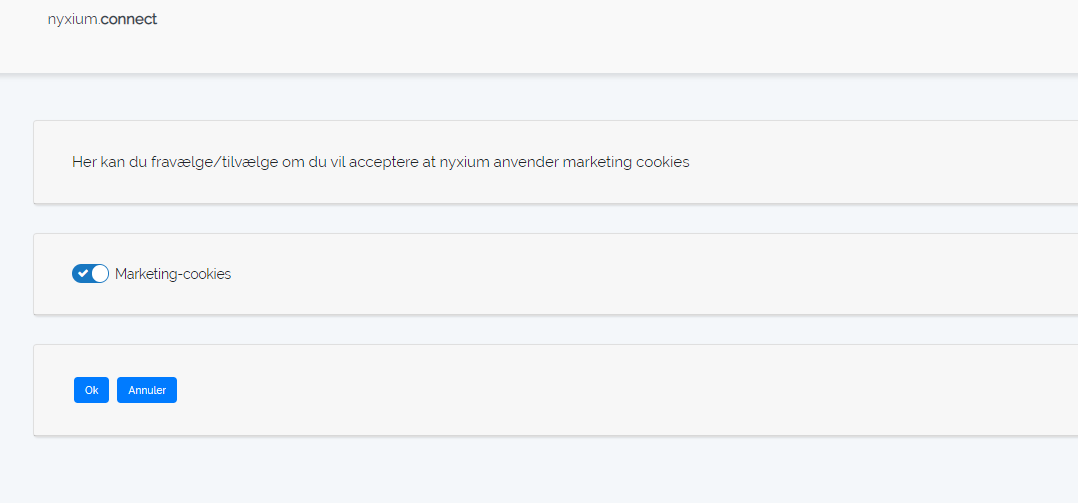 nyxium.connect
Her kan du fravælge/tilvælge om du vil acceptere at nyxium anvender marketing cookies
Marketing-cookies
Ok Annuler